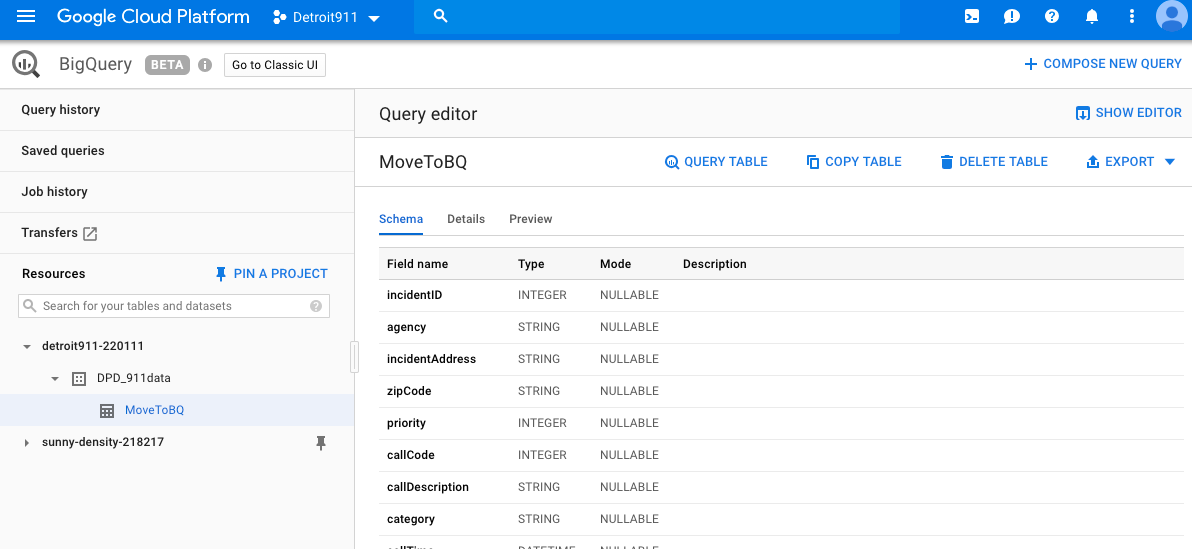 Google Cloud Platform Detroit911
BigQuery BETA Go to Classic UI COMPOSE NEW QUERY
Query history
Saved queries
Job history
Transfers
Resources PIN A PROJECT
Search for your tables and datasets
detroit911-220111
DPD_911data
MoveToBQ
sunny-density-218217
Query editor SHOW EDITOR
MoveToBQ QUERY TABLE COPY TABLE DELETE TABLE EXPORT
Schema Details Preview
Field name Type Mode Description
incidentID INTEGER NULLABLE
agency STRING NULLABLE
incidentAddress STRING NULLABLE
zipCode STRING NULLABLE
priority INTEGER NULLABLE
callCode INTEGER NULLABLE
callDescription STRING NULLABLE
category STRING NULLABLE
callTime DATETIME NULLABLE